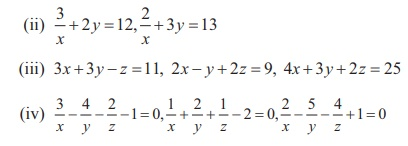 (ii) 3/x + 2y = 12, 2/x + 3y = 13
(iii) 3x + 3y − z = 11, 2x − y + 2z = 9, 4x + 3y + 2z = 25
(iv) 3/x − 4/y − 2/z − 1 = 0, 1/x + 2/y + 1/z − 2 = 0, 2/x − 5/y − 4/z + 1 = 0